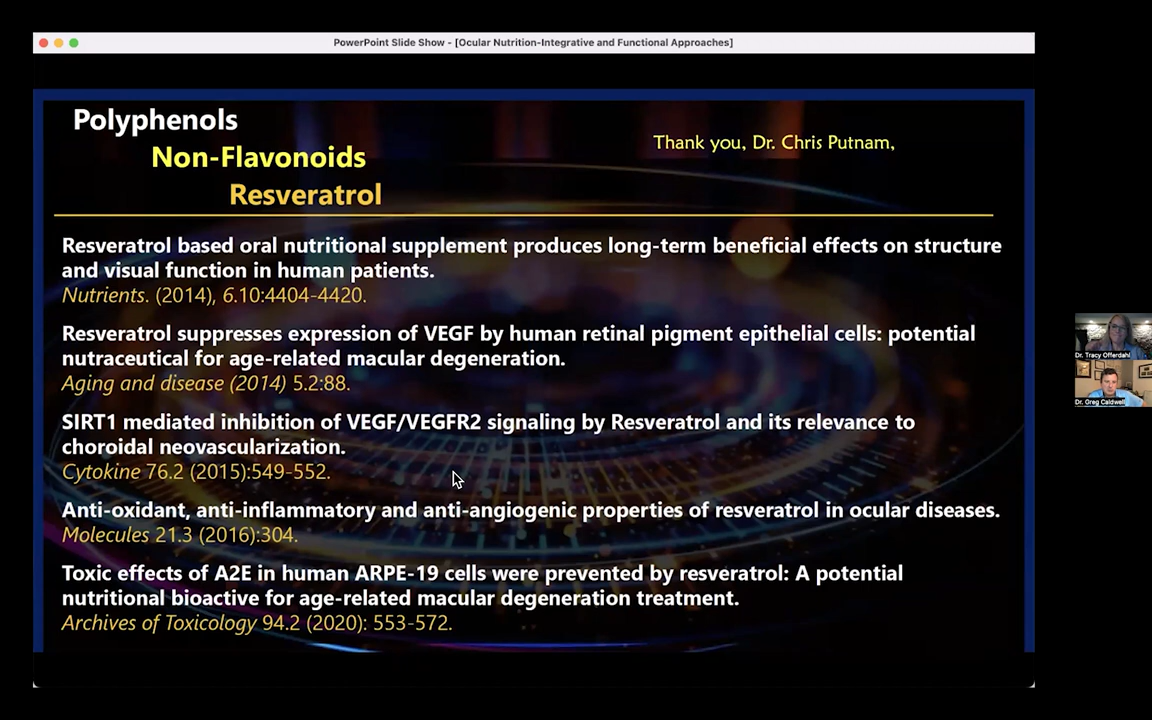 PowerPoint Slide Show - [Ocular Nutrition-Integrative and Functional Approaches]
Polyphenols
Thank you, Dr. Chris Putnam,
Non-Flavonoids
Resveratrol
Resveratrol based oral nutritional supplement produces long-term beneficial effects on structure
and visual function in human patients.
Nutrients. (2014), 6.10:4404-4420.
Resveratrol suppresses expression of VEGF by human retinal pigment epithelial cells: potential
nutraceutical for age-related macular degeneration.
Aging and disease (2014) 5.2:88.
SIRT1 mediated inhibition of VEGF/VEGFR2 signaling by Resveratrol and its relevance to
choroidal neovascularization.
Cytokine 76.2 (2015):549-552.
Anti-oxidant, anti-inflammatory and anti-angiogenic properties of resveratrol in ocular diseases.
Molecules 21.3 (2016):304.
Toxic effects of A2E in human ARPE-19 cells were prevented by resveratrol: A potential
nutritional bioactive for age-related macular degeneration treatment.
Archives of Toxicology 94.2 (2020): 553-572.
Dr. Tracy Offerdahl
Dr. Greg Caldwell